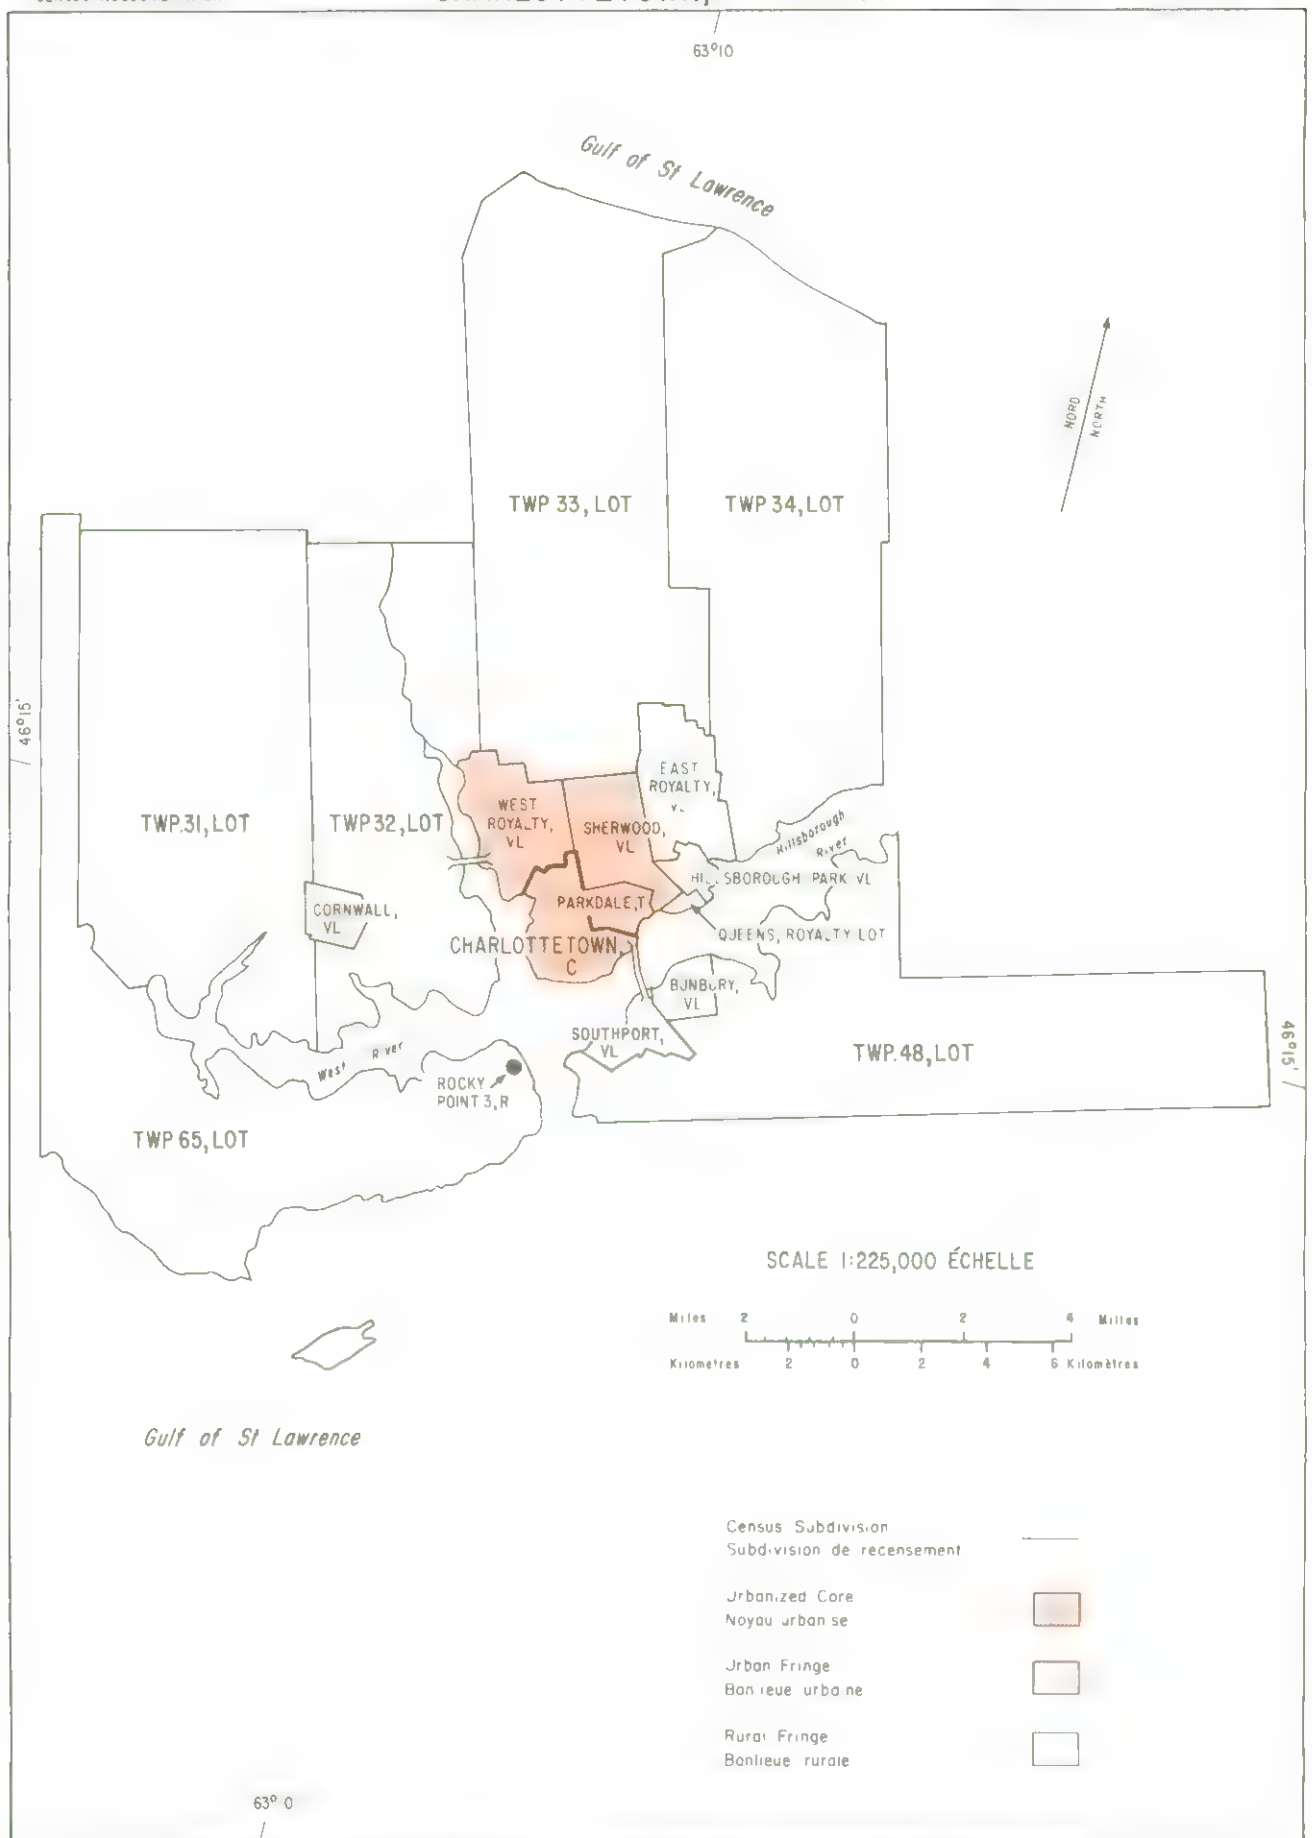 63°10
Gulf of St Lawrence
NORD
NORTH
TWP 33, LOT
TWP 34, LOT
46°15'
EAST
ROYALTY,
VL
TWP. 31, LOT
TWP 32, LOT
WEST
ROYALTY,
VL
SHERWOOD,
VL
Hillsborough
River
HILLSBOROUGH PARK VL
CORNWALL,
VL
PARKDALE, T
QUEENS, ROYALTY LOT
CHARLOTTETOWN,
C
BUNBURY,
VL
SOUTHPORT,
VL
West River
ROCKY
POINT 3, R
TWP. 48, LOT
46°15'
TWP 65, LOT
SCALE 1:225,000 ÉCHELLE
Miles 2 0 2 4 Milles
Kilometres 2 0 2 4 6 Kilomètres
Gulf of St Lawrence
Census Subdivision
Subdivision de recensement
Urbanized Core
Noyau urbanise
Urban Fringe
Banlieue urbaine
Rural Fringe
Banlieue rurale
63° 0